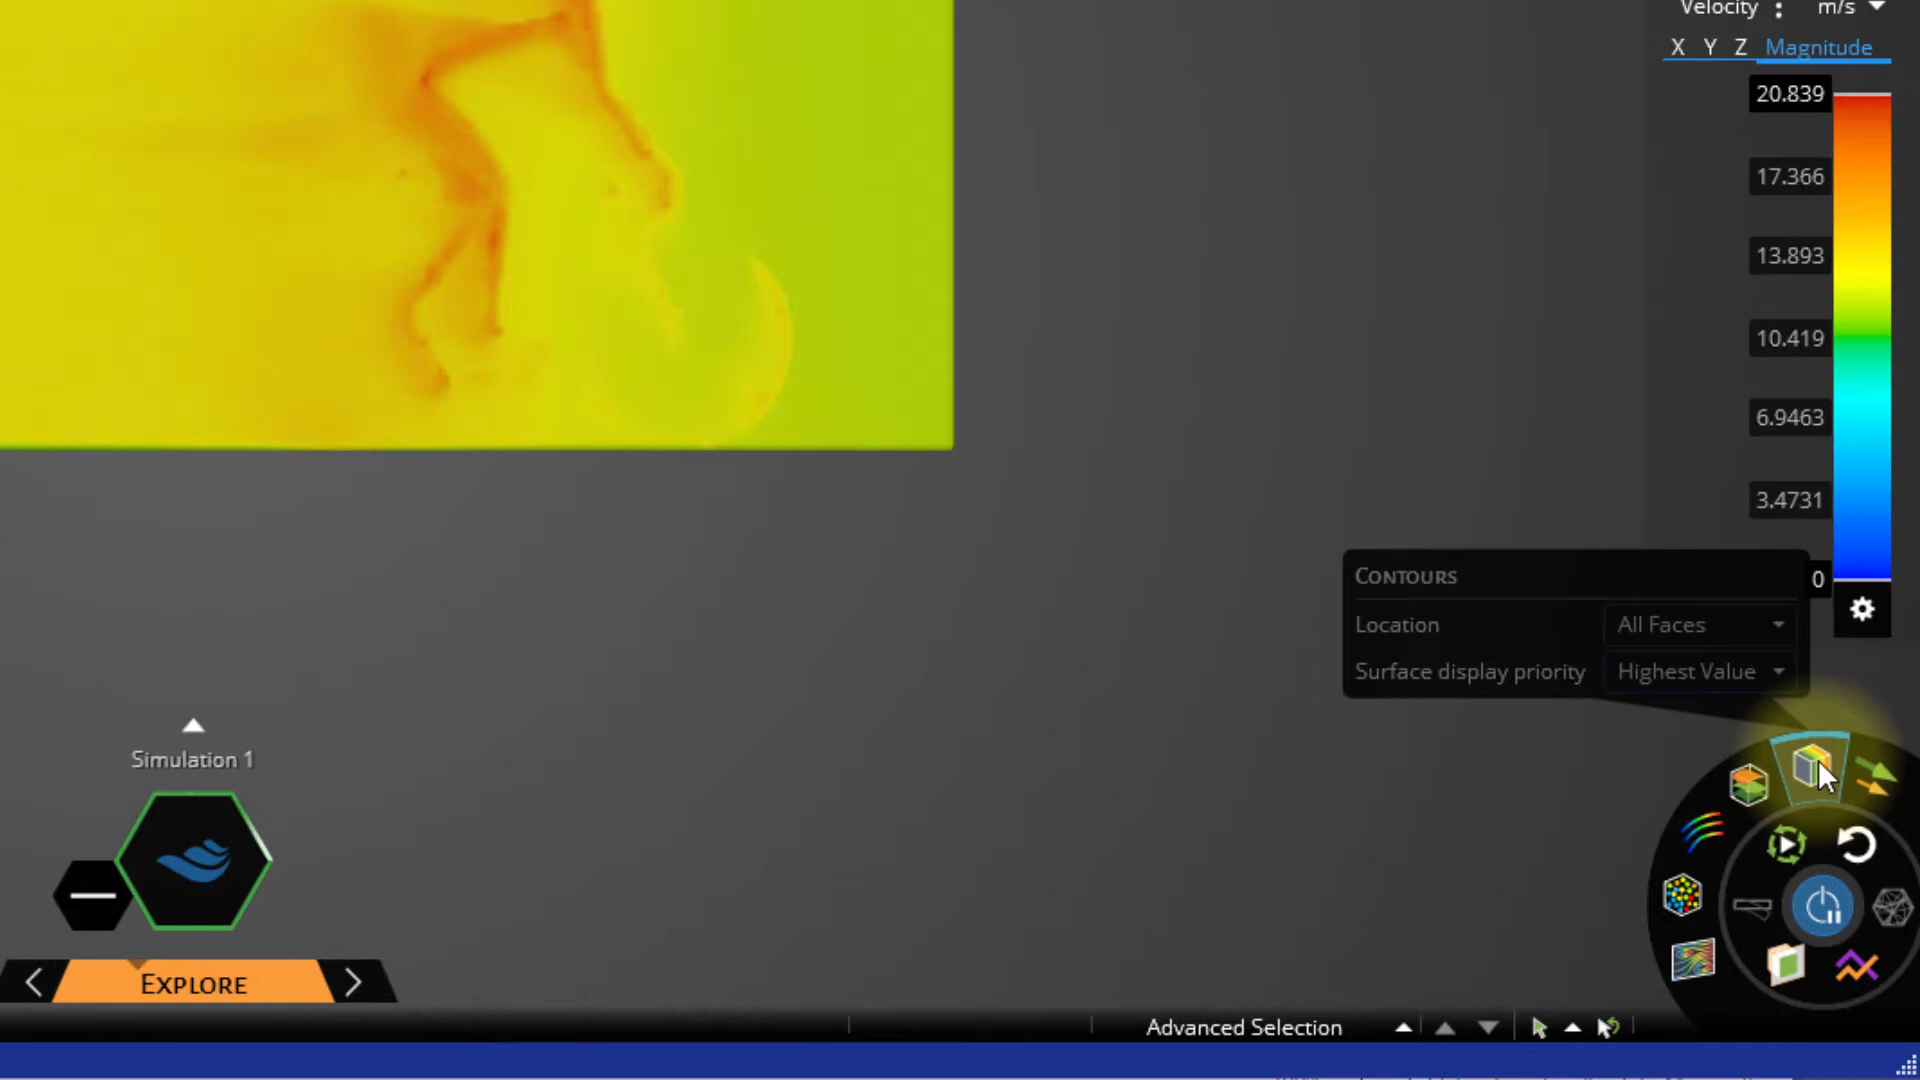 Velocity : m/s
X Y Z Magnitude
20.839
17.366
13.893
10.419
6.9463
3.4731
0
CONTOURS
Location All Faces
Surface display priority Highest Value
Simulation 1
EXPLORE
Advanced Selection